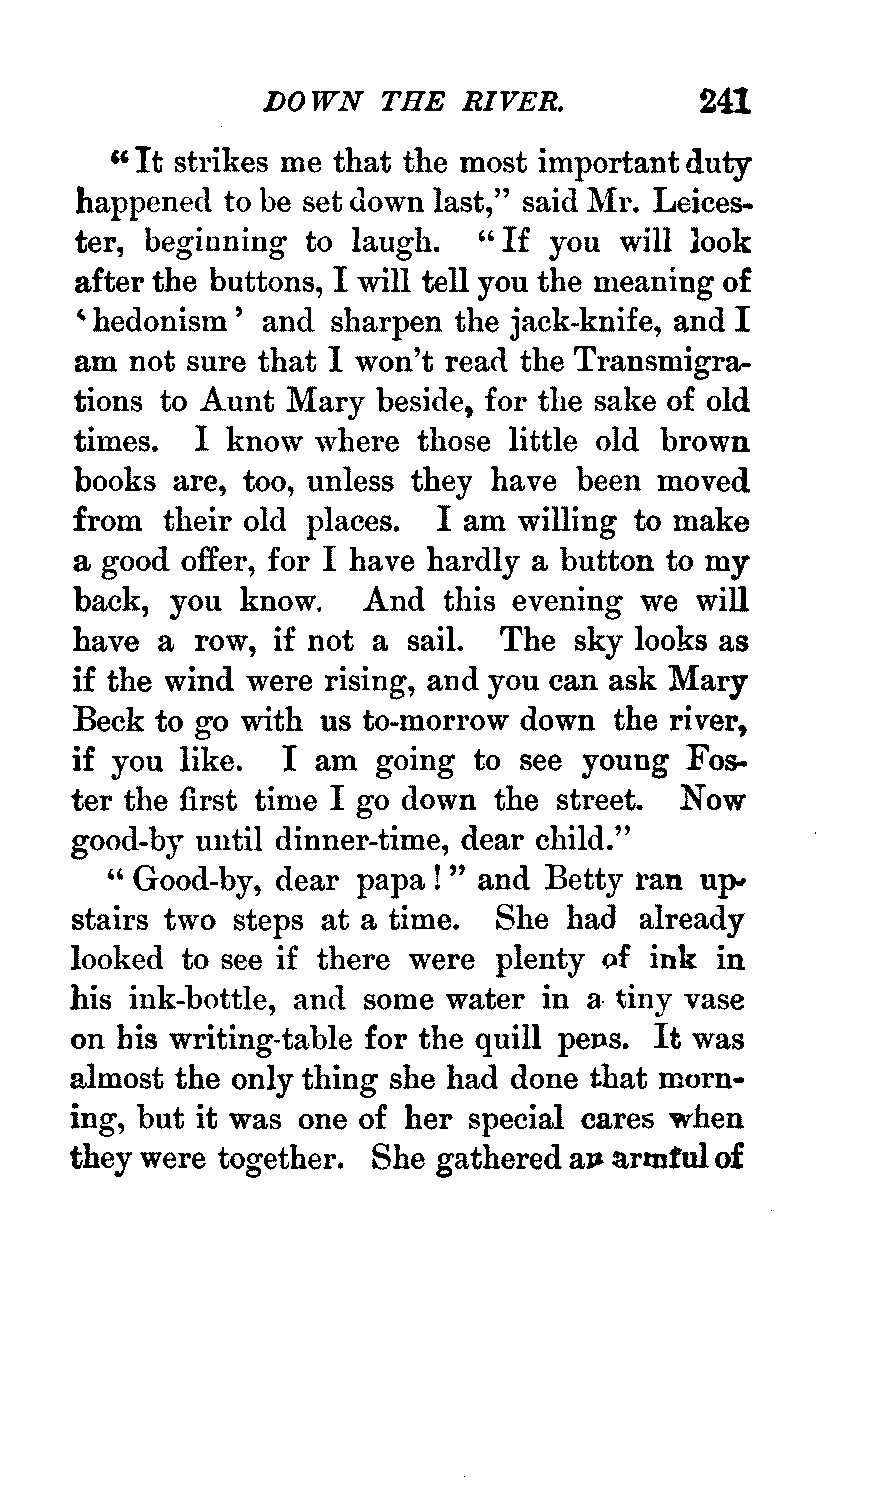 DOWN THE RIVER. 241
"It strikes me that the most important duty
happened to be set down last," said Mr. Leices-
ter, beginning to laugh. "If you will look
after the buttons, I will tell you the meaning of
'hedonism' and sharpen the jack-knife, and I
am not sure that I won't read the Transmigra-
tions to Aunt Mary beside, for the sake of old
times. I know where those little old brown
books are, too, unless they have been moved
from their old places. I am willing to make
a good offer, for I have hardly a button to my
back, you know. And this evening we will
have a row, if not a sail. The sky looks as
if the wind were rising, and you can ask Mary
Beck to go with us to-morrow down the river,
if you like. I am going to see young Fos-
ter the first time I go down the street. Now
good-by until dinner-time, dear child."
"Good-by, dear papa!" and Betty ran up-
stairs two steps at a time. She had already
looked to see if there were plenty of ink in
his ink-bottle, and some water in a tiny vase
on his writing-table for the quill pens. It was
almost the only thing she had done that morn-
ing, but it was one of her special cares when
they were together. She gathered an armful of